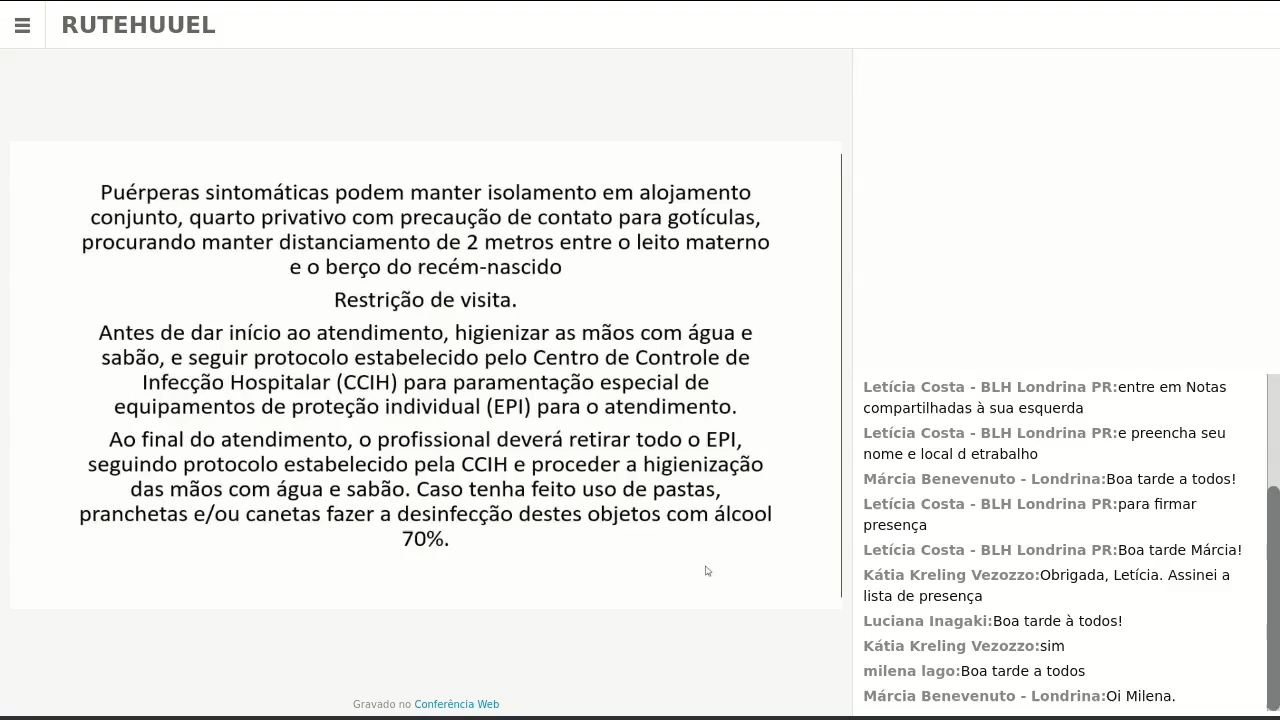 RUTEHUUEL
Puérperas sintomáticas podem manter isolamento em alojamento
conjunto, quarto privativo com precaução de contato para gotículas,
procurando manter distanciamento de 2 metros entre o leito materno
e o berço do recém-nascido
Restrição de visita.
Antes de dar início ao atendimento, higienizar as mãos com água e
sabão, e seguir protocolo estabelecido pelo Centro de Controle de
Infecção Hospitalar (CCIH) para paramentação especial de
equipamentos de proteção individual (EPI) para o atendimento.
Ao final do atendimento, o profissional deverá retirar todo o EPI,
seguindo protocolo estabelecido pela CCIH e proceder a higienização
das mãos com água e sabão. Caso tenha feito uso de pastas,
pranchetas e/ou canetas fazer a desinfecção destes objetos com álcool
70%.
Gravado no Conferência Web
Letícia Costa - BLH Londrina PR:entre em Notas
compartilhadas à sua esquerda
Letícia Costa - BLH Londrina PR:e preencha seu
nome e local d etrabalho
Márcia Benevenuto - Londrina:Boa tarde a todos!
Letícia Costa - BLH Londrina PR:para firmar
presença
Letícia Costa - BLH Londrina PR:Boa tarde Márcia!
Kátia Kreling Vezozzo:Obrigada, Letícia. Assinei a
lista de presença
Luciana Inagaki:Boa tarde à todos!
Kátia Kreling Vezozzo:sim
milena lago:Boa tarde a todos
Márcia Benevenuto - Londrina:Oi Milena.